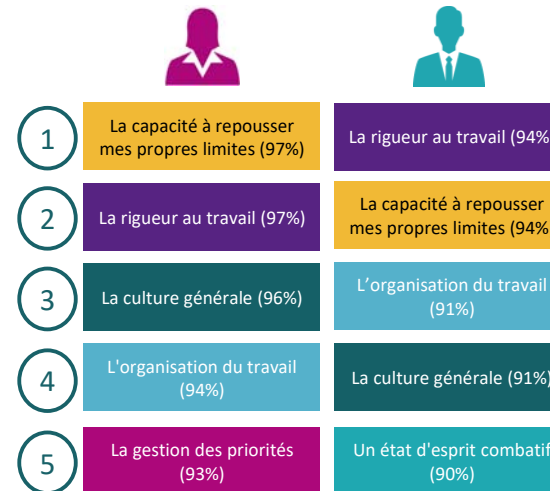 1
La capacité à repousser
mes propres limites (97%)
La rigueur au travail (94%
2
La rigueur au travail (97%)
La capacité à repousser
mes propres limites (94%
3
La culture générale (96%)
L’organisation du travail
(91%)
4
L'organisation du travail
(94%)
La culture générale (91%)
5
La gestion des priorités
(93%)
Un état d'esprit combatif
(90%)